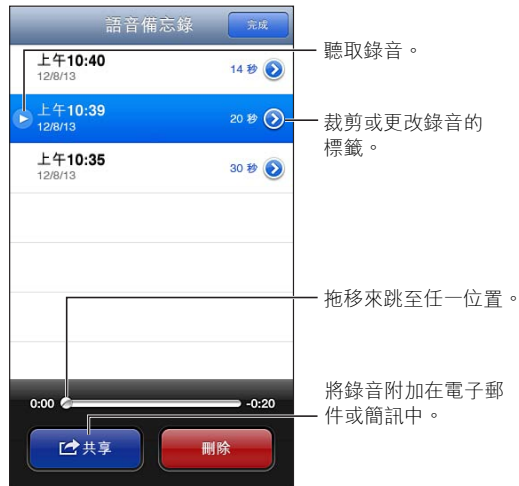 語音備忘錄
完成
上午10:40
12/8/13
14 秒
聽取錄音。
上午10:39
12/8/13
20 秒
裁剪或更改錄音的
標籤。
上午10:35
12/8/13
30 秒
拖移來跳至任一位置。
0:00
-0:20
將錄音附加在電子郵
件或簡訊中。
共享
刪除